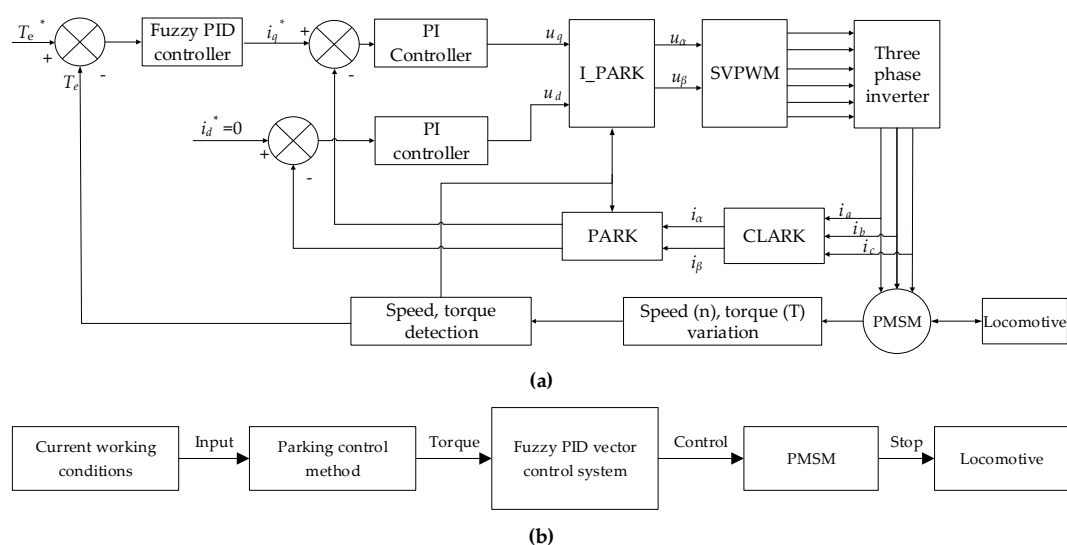 Te*
+
-
Te
Fuzzy PID
controller
iq*
+
-
PI
Controller
uq
I_PARK
uα
uβ
SVPWM
Three
phase
inverter
id* =0
+
-
PI
controller
ud
PARK
iα
iβ
CLARK
ia
ib
ic
Speed, torque
detection
Speed (n), torque (T)
variation
PMSM
Locomotive
(a)
Current working
conditions
Input
Parking control
method
Torque
Fuzzy PID vector
control system
Control
PMSM
Stop
Locomotive
(b)